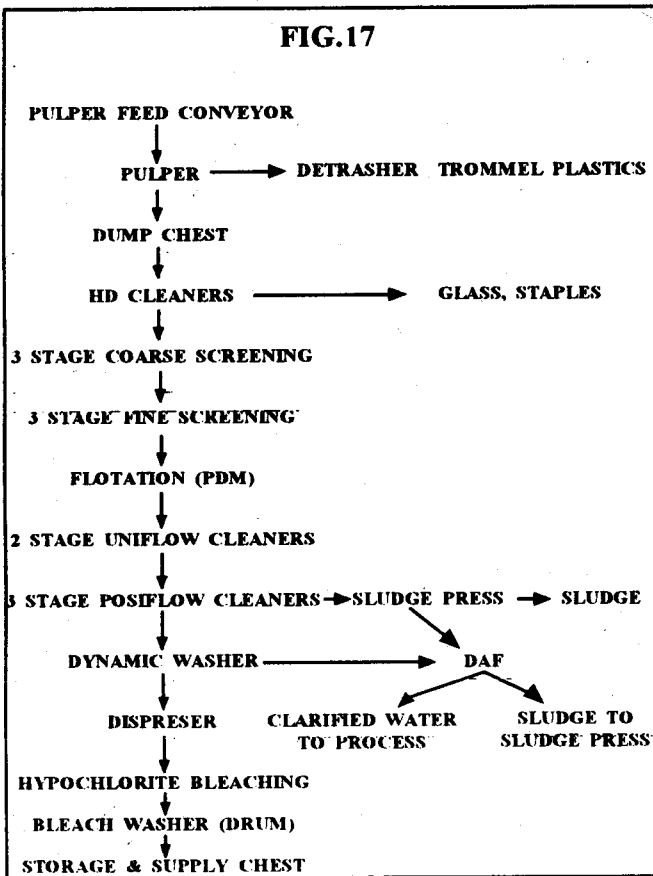 FIG.17
PULPER FEED CONVEYOR
PULPER DETRASHER TROMMEL PLASTICS
DUMP CHEST
HD CLEANERS GLASS, STAPLES
3 STAGE COARSE SCREENING
3 STAGE FINE SCREENING
FLOTATION (PDM)
2 STAGE UNIFLOW CLEANERS
3 STAGE POSIFLOW CLEANERS SLUDGE PRESS SLUDGE
DYNAMIC WASHER DAF
DISPRESER CLARIFIED WATER SLUDGE TO
TO PROCESS SLUDGE PRESS
HYPOCHLORITE BLEACHING
BLEACH WASHER (DRUM)
STORAGE & SUPPLY CHEST